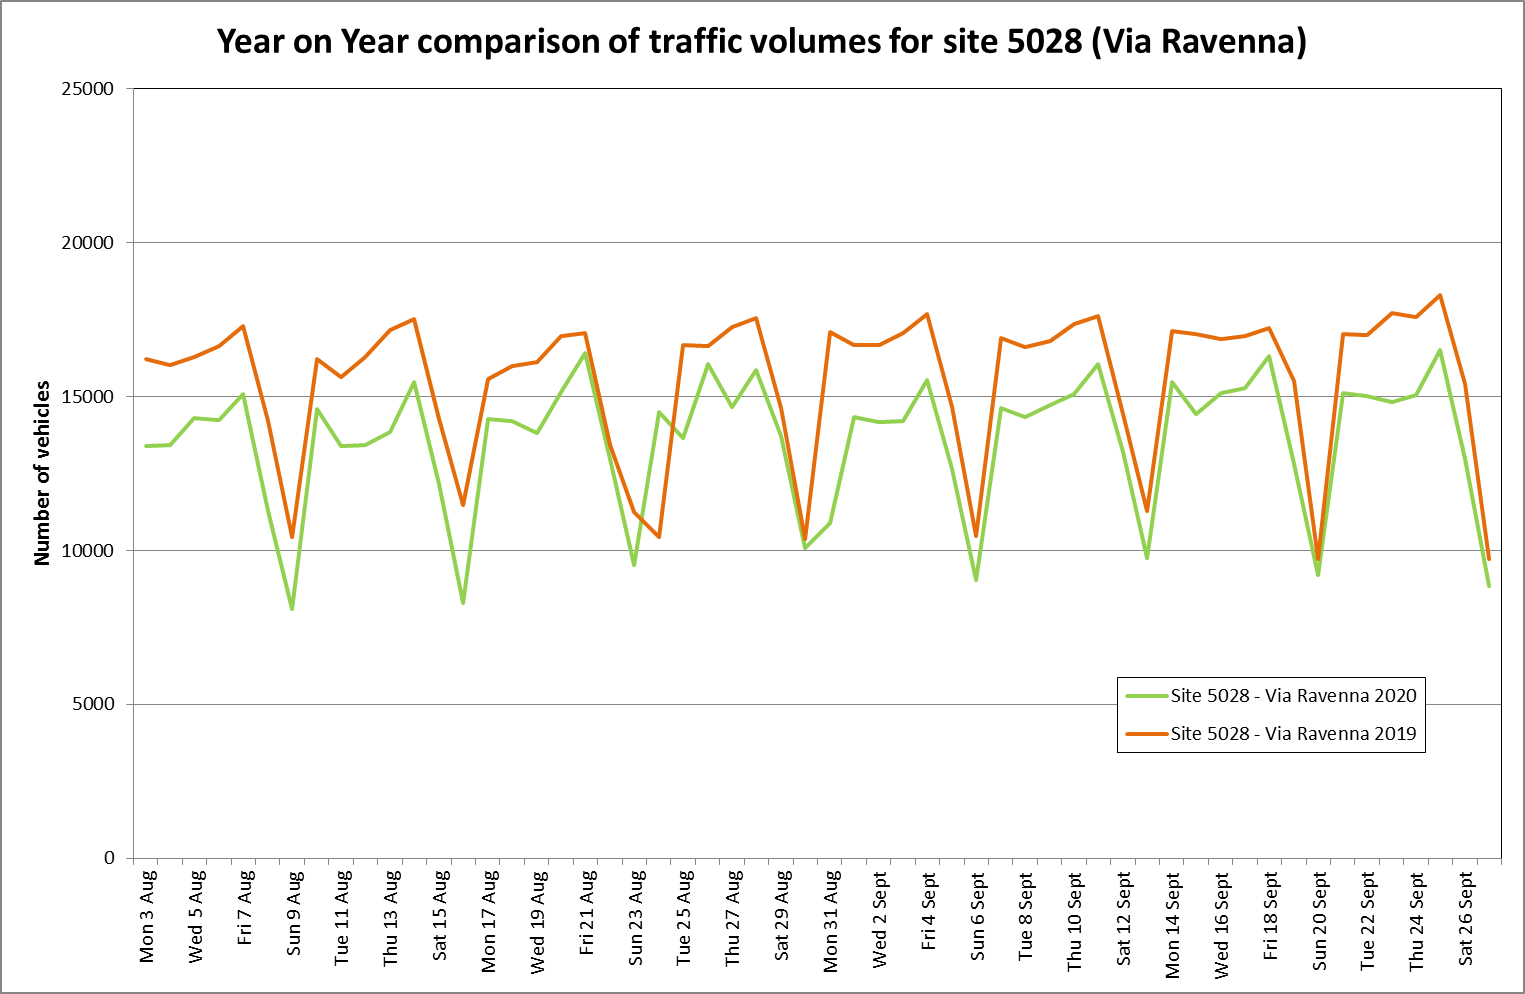 Year on Year comparison of traffic volumes for site 5028 (Via Ravenna)
25000
20000
15000
10000
5000
0
Number of vehicles
Site 5028 - Via Ravenna 2020
Site 5028 - Via Ravenna 2019
Mon 3 Aug
Wed 5 Aug
Fri 7 Aug
Sun 9 Aug
Tue 11 Aug
Thu 13 Aug
Sat 15 Aug
Mon 17 Aug
Wed 19 Aug
Fri 21 Aug
Sun 23 Aug
Tue 25 Aug
Thu 27 Aug
Sat 29 Aug
Mon 31 Aug
Wed 2 Sept
Fri 4 Sept
Sun 6 Sept
Tue 8 Sept
Thu 10 Sept
Sat 12 Sept
Mon 14 Sept
Wed 16 Sept
Fri 18 Sept
Sun 20 Sept
Tue 22 Sept
Thu 24 Sept
Sat 26 Sept